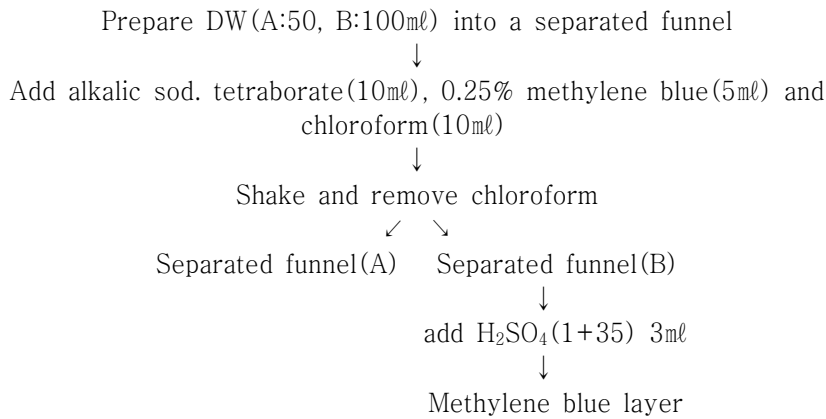 Prepare DW(A:50, B:100㎖) into a separated funnel
↓
Add alkalic sod. tetraborate(10㎖), 0.25% methylene blue(5㎖) and
chloroform(10㎖)
↓
Shake and remove chloroform
↙ ↘
Separated funnel(A) Separated funnel(B)
↓
add H₂SO₄(1+35) 3㎖
↓
Methylene blue layer